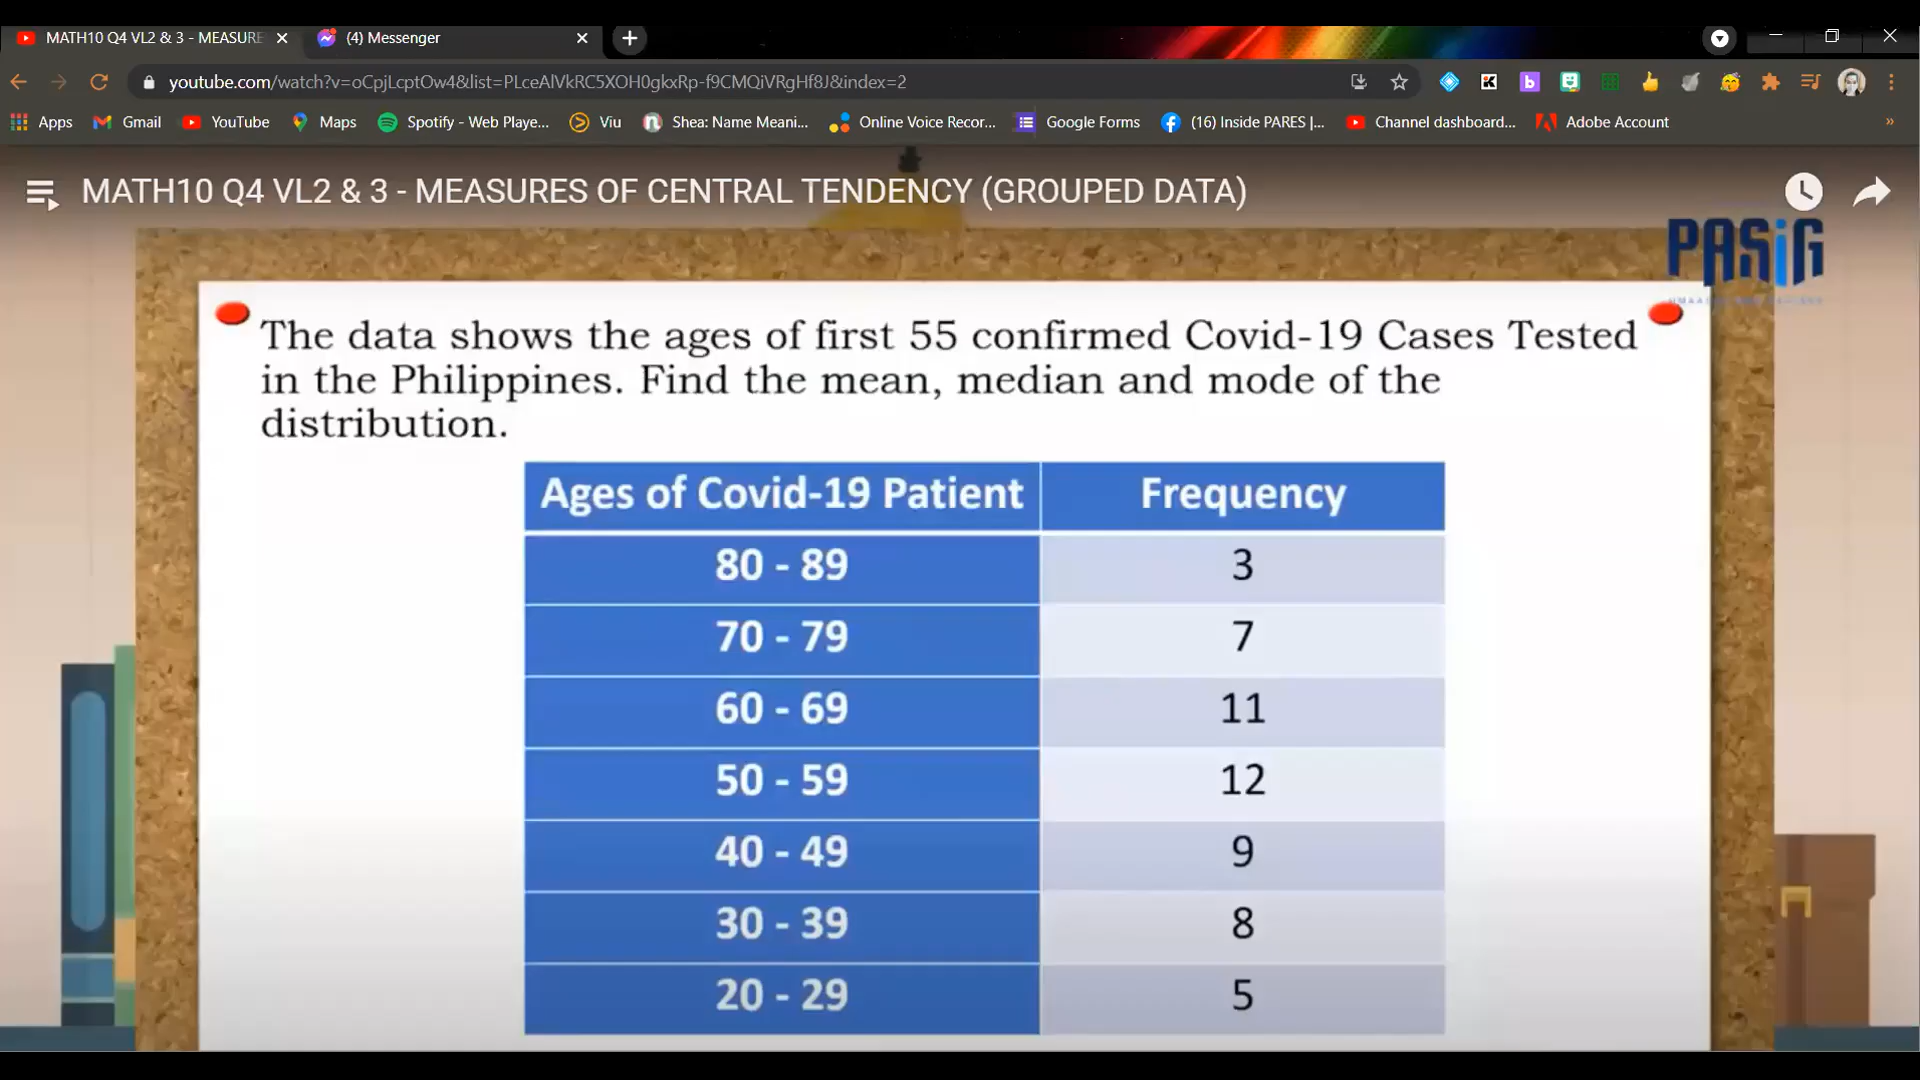 MATH10 Q4 VL2 & 3 - MEASURE
(4) Messenger
youtube.com/watch?v=oCpjLcptOw4&list=PLceAlVkRC5XOH0gkxRp-f9CMQiVRgHf8J&index=2
Apps Gmail YouTube Maps Spotify - Web Playe... Viu Shea: Name Meani... Online Voice Recor... Google Forms (16) Inside PARES |... Channel dashboard... Adobe Account »
MATH10 Q4 VL2 & 3 - MEASURES OF CENTRAL TENDENCY (GROUPED DATA)
PASiG
The data shows the ages of first 55 confirmed Covid-19 Cases Tested
in the Philippines. Find the mean, median and mode of the
distribution.
Ages of Covid-19 Patient Frequency
80 - 89 3
70 - 79 7
60 - 69 11
50 - 59 12
40 - 49 9
30 - 39 8
20 - 29 5